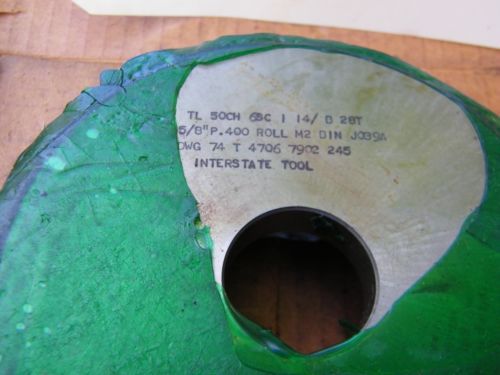 TL 50CH 6SC 1 14/ B 28T
5/8"P.400 ROLL M2 DIN J039A
DWG 74 T 4706 7902 245
INTERSTATE TOOL